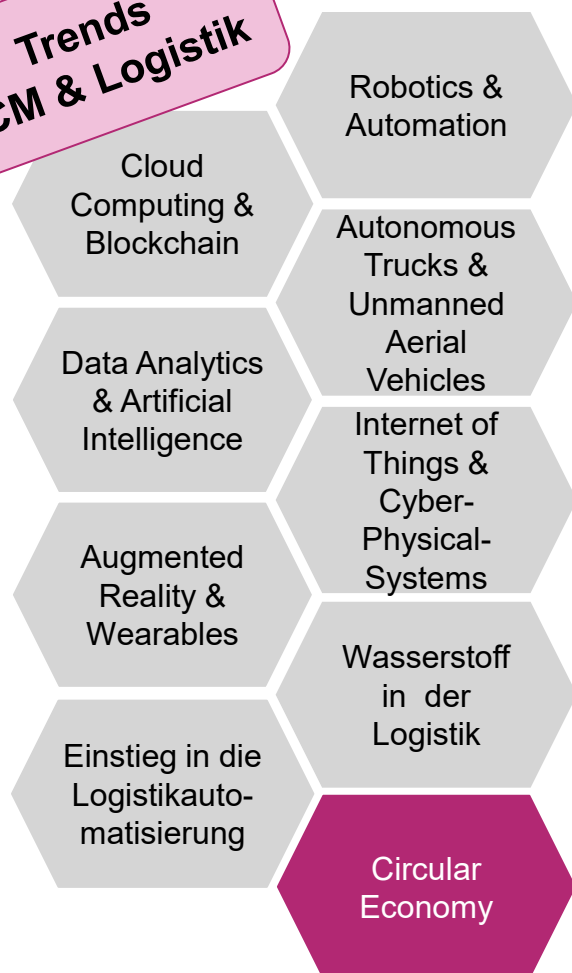 Trends
CM & Logistik
Robotics &
Automation
Cloud
Computing &
Blockchain
Autonomous
Trucks &
Unmanned
Aerial
Vehicles
Data Analytics
& Artificial
Intelligence
Internet of
Things &
Cyber-
Physical-
Systems
Augmented
Reality &
Wearables
Wasserstoff
in der
Logistik
Einstieg in die
Logistikauto-
matisierung
Circular
Economy